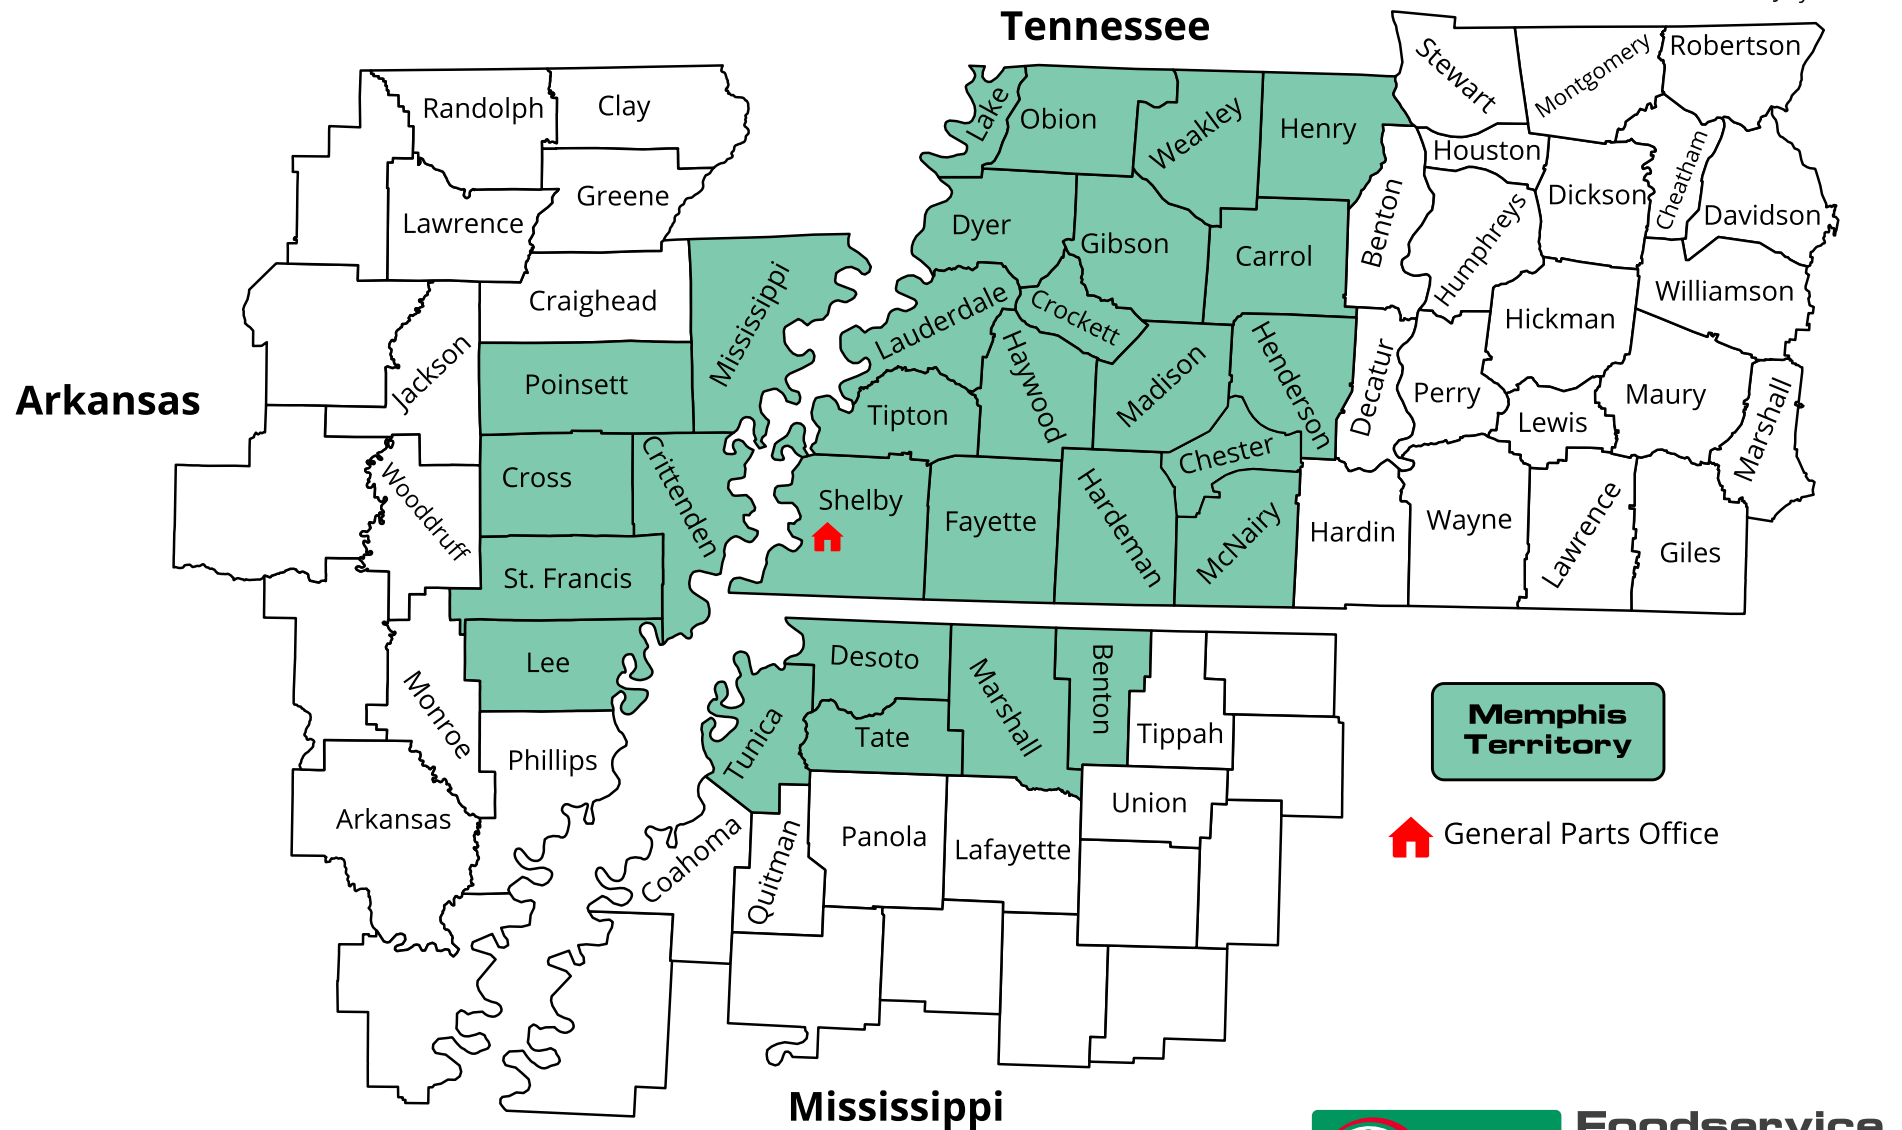 Tennessee
Arkansas
Mississippi
Randolph
Clay
Lawrence
Greene
Craighead
Mississippi
Jackson
Poinsett
Cross
Crittenden
Woodruff
St. Francis
Lee
Monroe
Phillips
Arkansas
Lake
Obion
Weakley
Henry
Stewart
Montgomery
Robertson
Houston
Dickson
Cheatham
Davidson
Benton
Humphreys
Dyer
Gibson
Carrol
Williamson
Hickman
Lauderdale
Crockett
Haywood
Madison
Henderson
Decatur
Perry
Lewis
Maury
Marshall
Tipton
Chester
Shelby
Fayette
Hardeman
McNairy
Hardin
Wayne
Lawrence
Giles
Desoto
Marshall
Benton
Tippah
Tunica
Tate
Union
Coahoma
Quitman
Panola
Lafayette
Memphis
Territory
General Parts Office
Foodservice